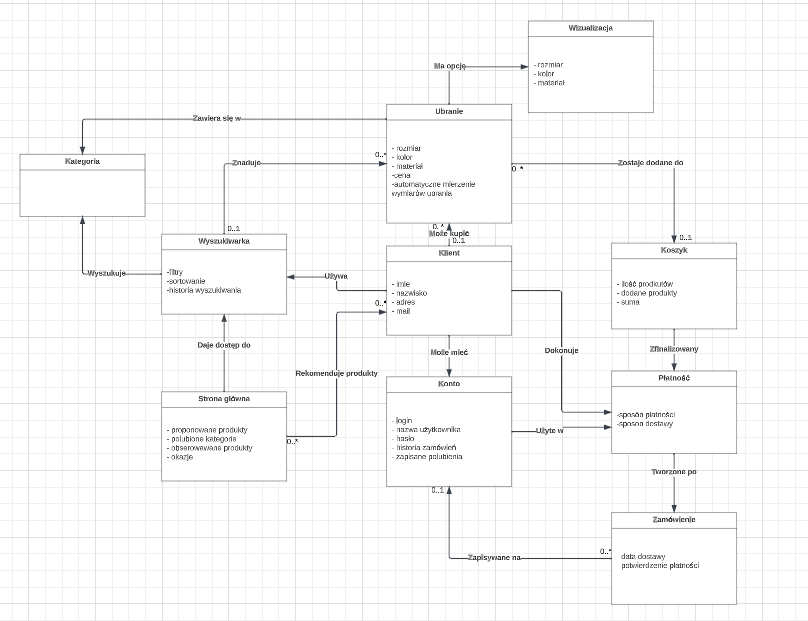 Wizualizacja
- rozmiar
- kolor
- materiał
Ma opcję
Ubranie
- rozmiar
- kolor
- materiał
-cena
-automatyczne mierzenie
wymiarów ubrania
Zawiera się w
Kategoria
Znaduje
0..*
Zostaje dodane do
0..*
0..1
Wyszukiwarka
-filtry
-sortowanie
-historia wyszukiwania
Wyszukuje
0..*
Może kupić
0..1
Klient
- imie
- nazwisko
- adres
- mail
Używa
0..*
0..1
Koszyk
- ilość prodkutów
- dodane produkty
- suma
Daje dostęp do
Rekomenduje produkty
Może mieć
Dokonuje
Zfinalizowany
Strona główna
- proponowane produkty
- polubione kategorie
- obserowawane produkty
- okazje
0..*
Konto
- login
- nazwa użytkownika
- hasło
- historia zamówień
- zapisane polubienia
Użyte w
Płatność
-sposób płatności
-sposób dostawy
Tworzone po
0..1
Zapisywane na
0..*
Zamówienie
data dostawy
potwierdzenie płatności